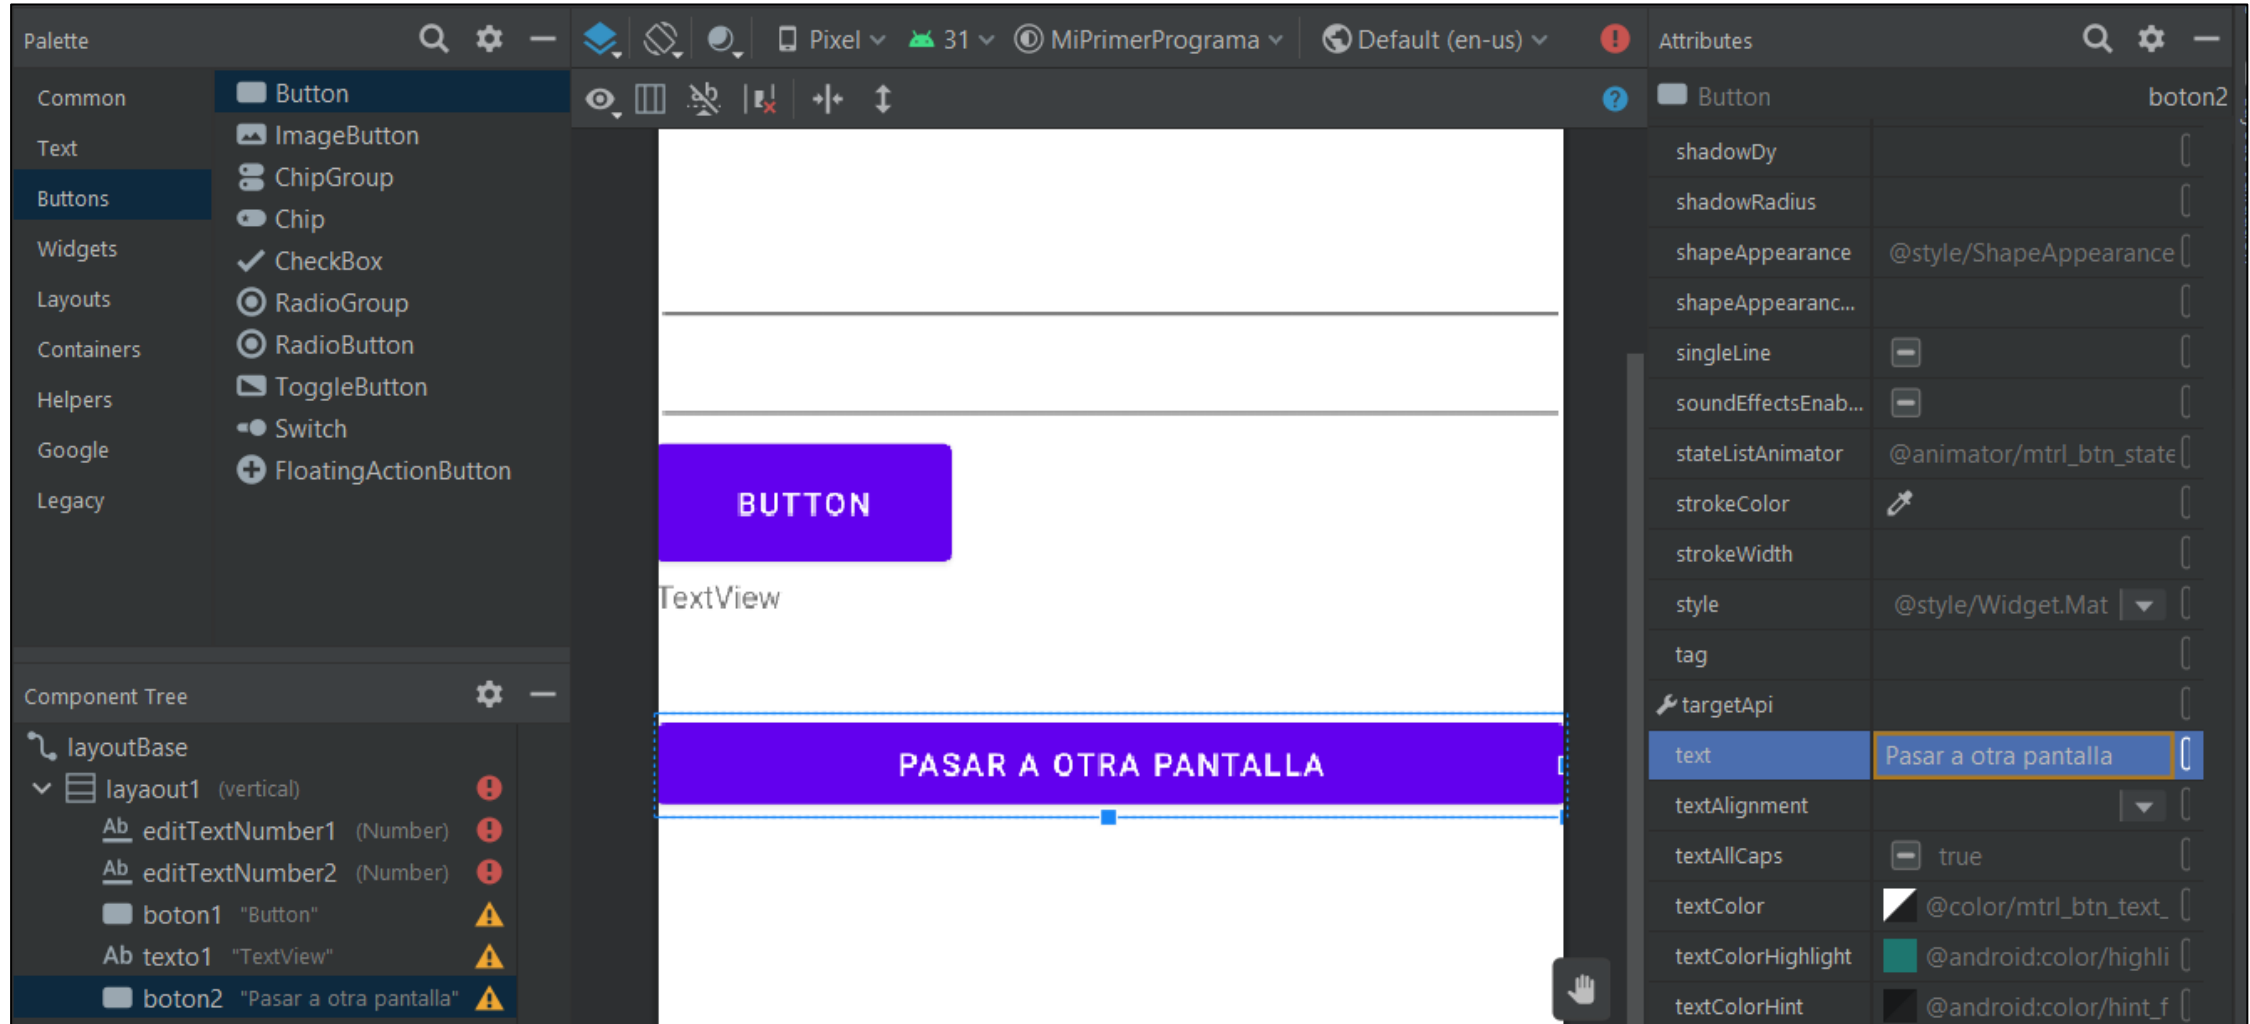 Palette
Common
Text
Buttons
Widgets
Layouts
Containers
Helpers
Google
Legacy
Button
ImageButton
ChipGroup
Chip
CheckBox
RadioGroup
RadioButton
ToggleButton
Switch
FloatingActionButton
Component Tree
layoutBase
layaout1 (vertical)
Ab editTextNumber1 (Number)
Ab editTextNumber2 (Number)
boton1 "Button"
Ab texto1 "TextView"
boton2 "Pasar a otra pantalla"
Pixel 31 MiPrimerPrograma Default (en-us)
BUTTON
TextView
PASAR A OTRA PANTALLA
Attributes
Button boton2
shadowDy
shadowRadius
shapeAppearance @style/ShapeAppearance
shapeAppearanc...
singleLine
soundEffectsEnab...
stateListAnimator @animator/mtrl_btn_state
strokeColor
strokeWidth
style @style/Widget.Mat
tag
targetApi
text Pasar a otra pantalla
textAlignment
textAllCaps true
textColor @color/mtrl_btn_text_
textColorHighlight @android:color/highli
textColorHint @android:color/hint_f